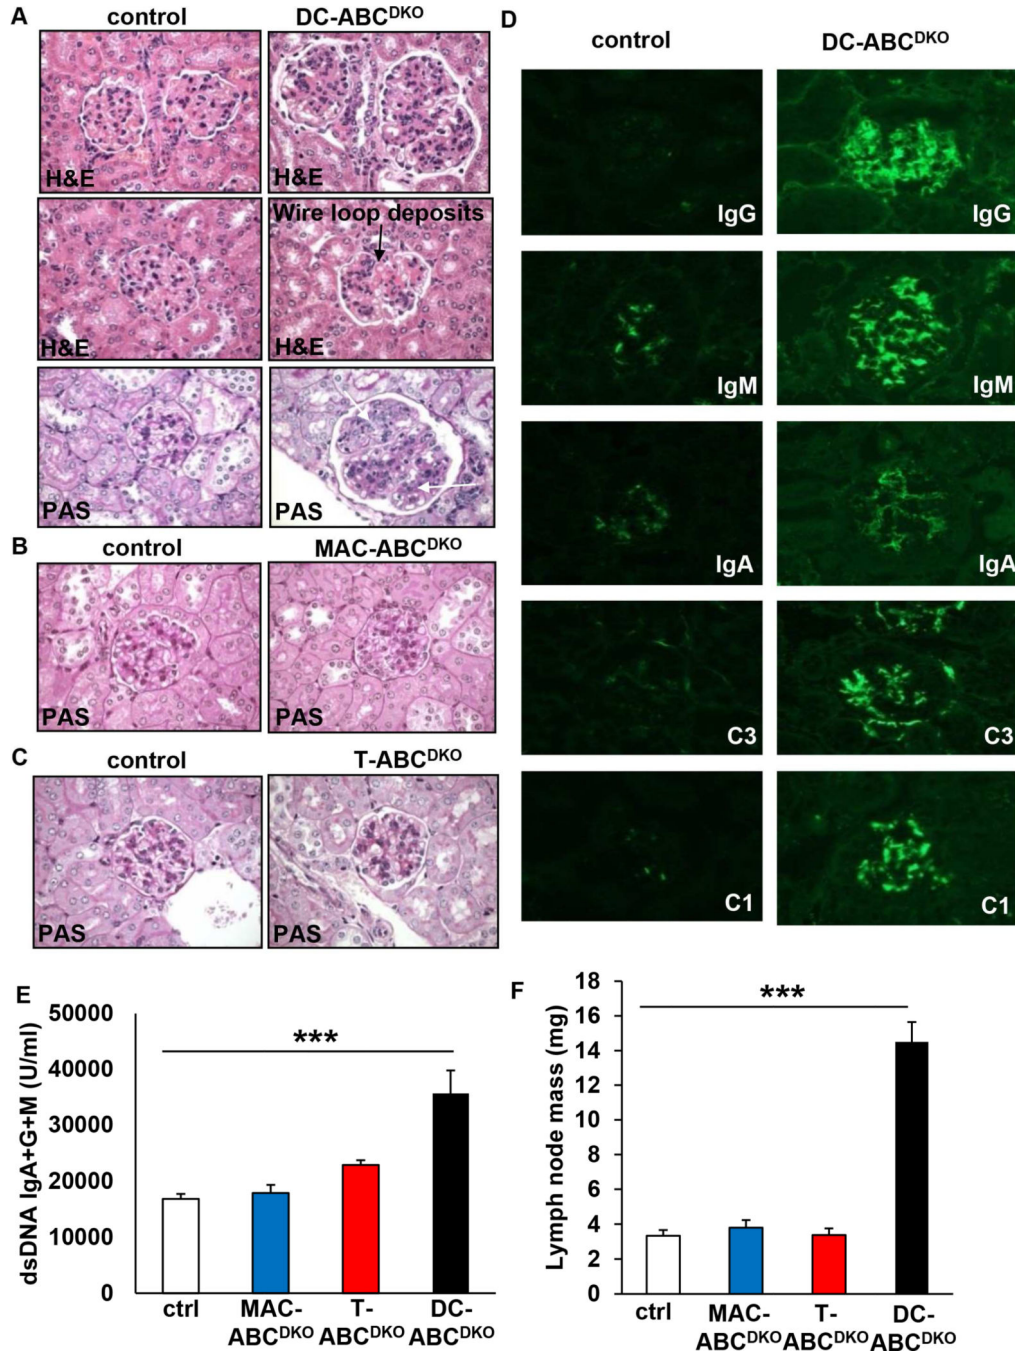 A
control
DC-ABCDKO
H&E
H&E
Wire loop deposits
H&E
H&E
PAS
PAS
B
control
MAC-ABCDKO
PAS
PAS
C
control
T-ABCDKO
PAS
PAS
D
control
DC-ABCDKO
IgG
IgG
IgM
IgM
IgA
IgA
C3
C3
C1
C1
E
dsDNA IgA+G+M (U/ml)
50000
40000
30000
20000
10000
0
***
ctrl
MAC-
ABCDKO
T-
ABCDKO
DC-
ABCDKO
F
Lymph node mass (mg)
18
16
14
12
10
8
6
4
2
0
***
ctrl
MAC-
ABCDKO
T-
ABCDKO
DC-
ABCDKO